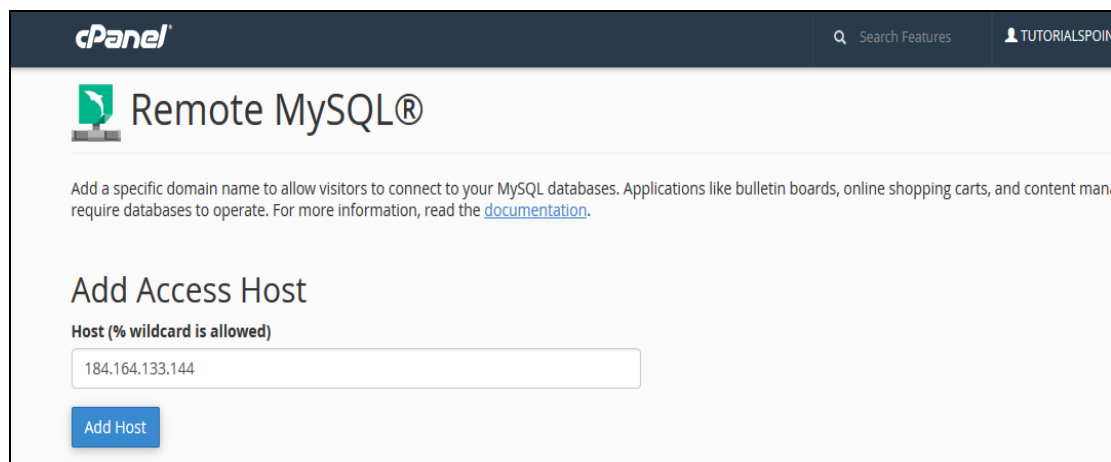 cPanel®
Search Features
TUTORIALSPOIN
Remote MySQL®
Add a specific domain name to allow visitors to connect to your MySQL databases. Applications like bulletin boards, online shopping carts, and content mana
require databases to operate. For more information, read the documentation.
Add Access Host
Host (% wildcard is allowed)
184.164.133.144
Add Host